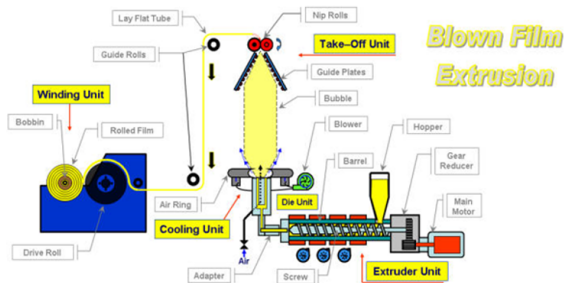 Lay Flat Tube
Nip Rolls
Blown Film
Extrusion
Guide Rolls
Take–Off Unit
Guide Plates
Winding Unit
Bubble
Bobbin
Rolled Film
Blower
Hopper
Barrel
Gear
Reducer
Air Ring
Die Unit
Main
Motor
Cooling Unit
Drive Roll
Air
Adapter
Screw
Extruder Unit